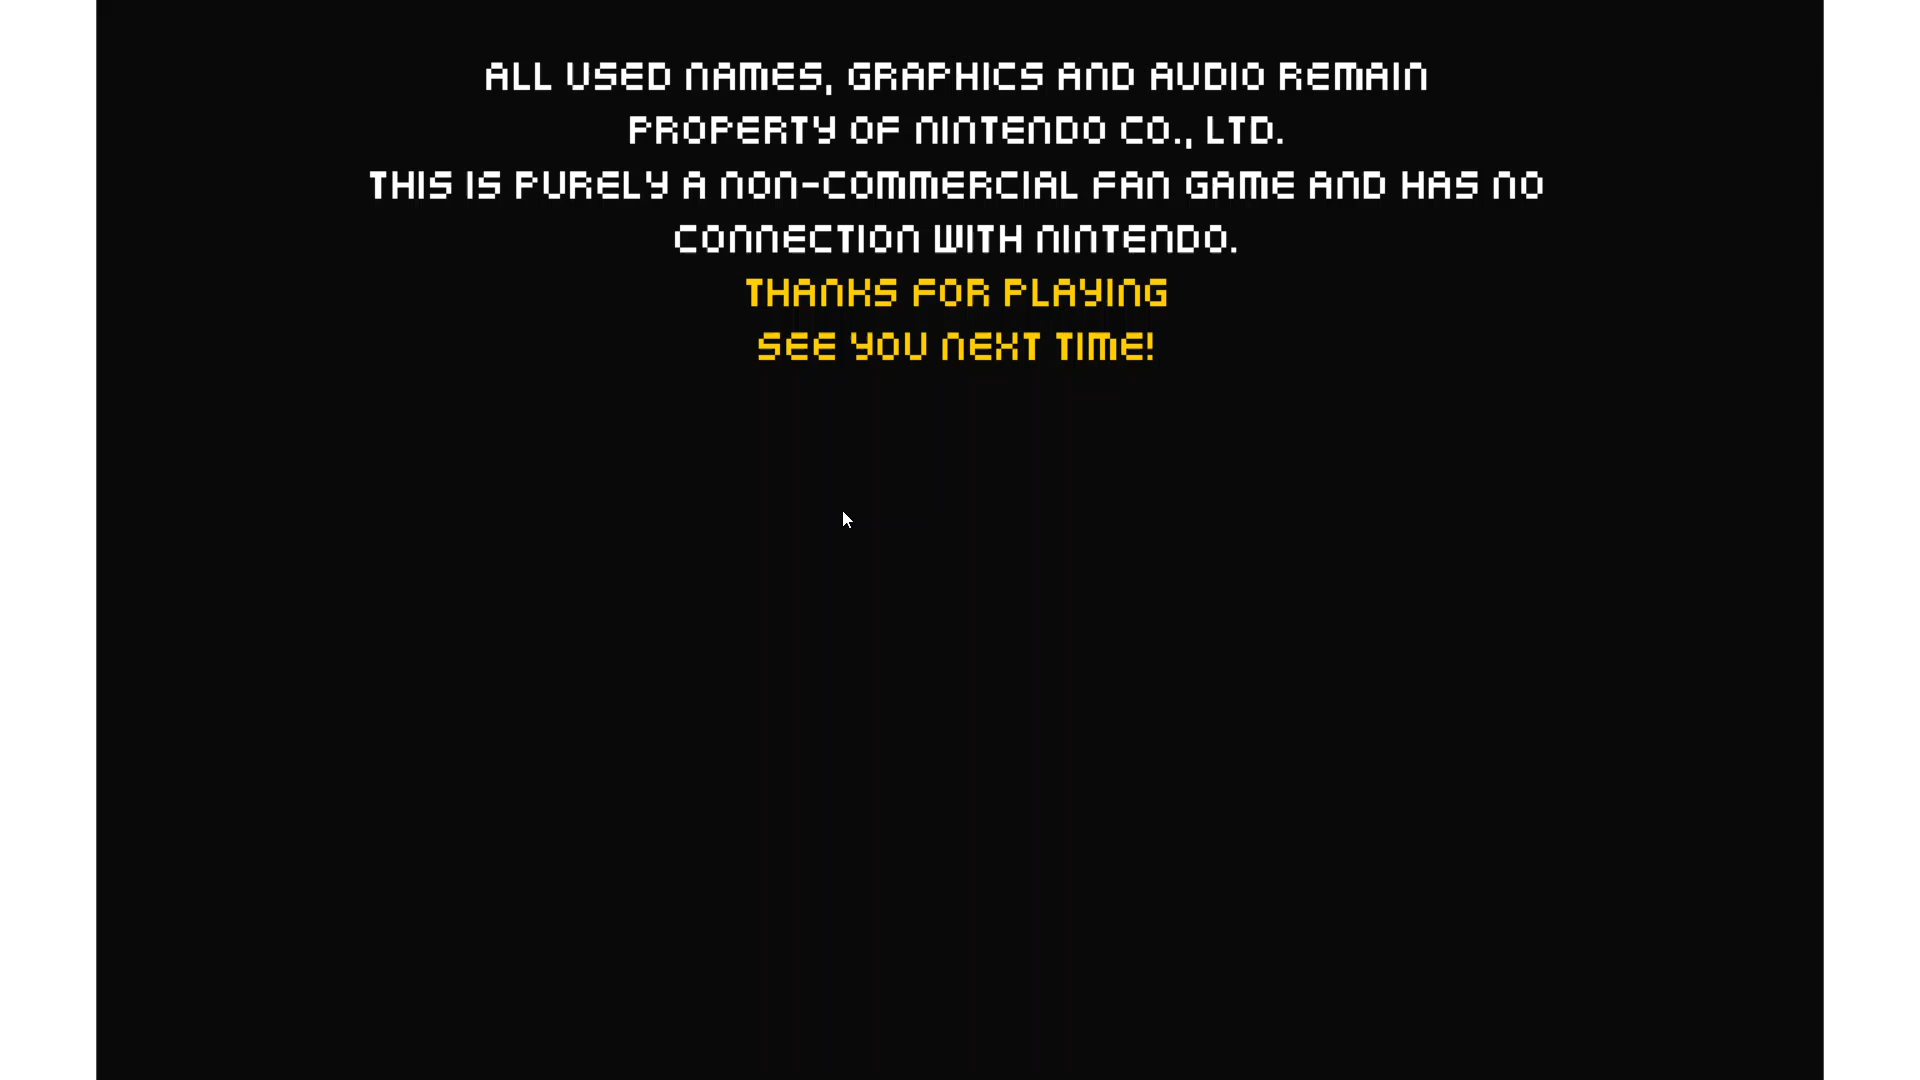 ALL USED NAMES, GRAPHICS AND AUDIO REMAIN
PROPERTY OF NINTENDO CO., LTD.
THIS IS PURELY A NON-COMMERCIAL FAN GAME AND HAS NO
CONNECTION WITH NINTENDO.
THANKS FOR PLAYING
SEE YOU NEXT TIME!